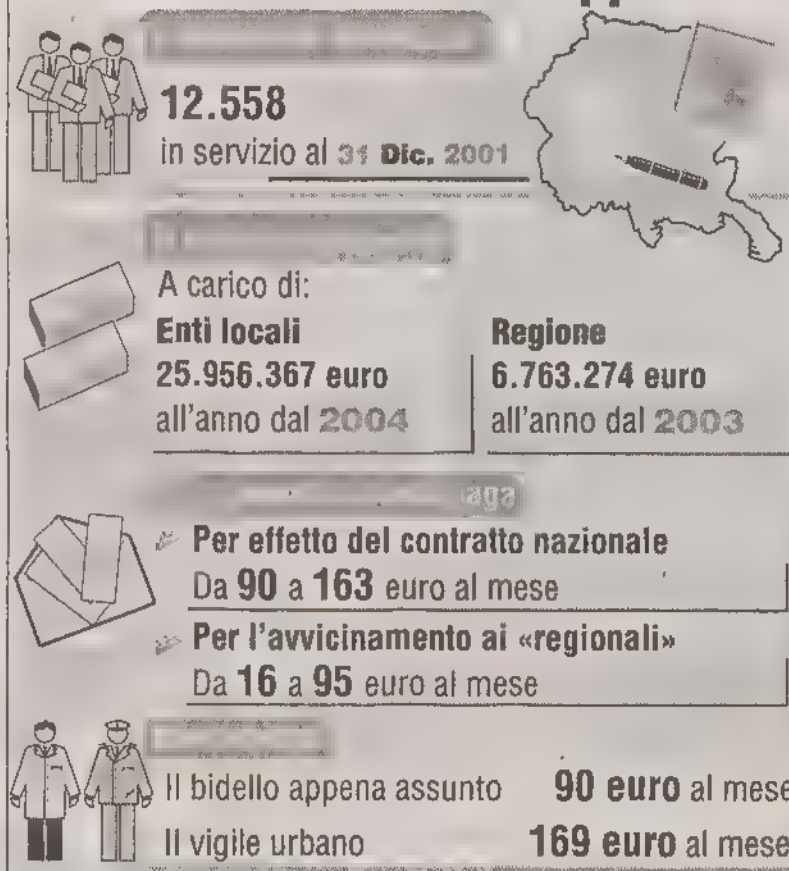 12.558
in servizio al 31 Dic. 2001
A carico di:
Enti locali
25.956.367 euro
all'anno dal 2004
Regione
6.763.274 euro
all'anno dal 2003
Per effetto del contratto nazionale
Da 90 a 163 euro al mese
Per l'avvicinamento ai «regionali»
Da 16 a 95 euro al mese
Il bidello appena assunto 90 euro al mese
Il vigile urbano 169 euro al mese